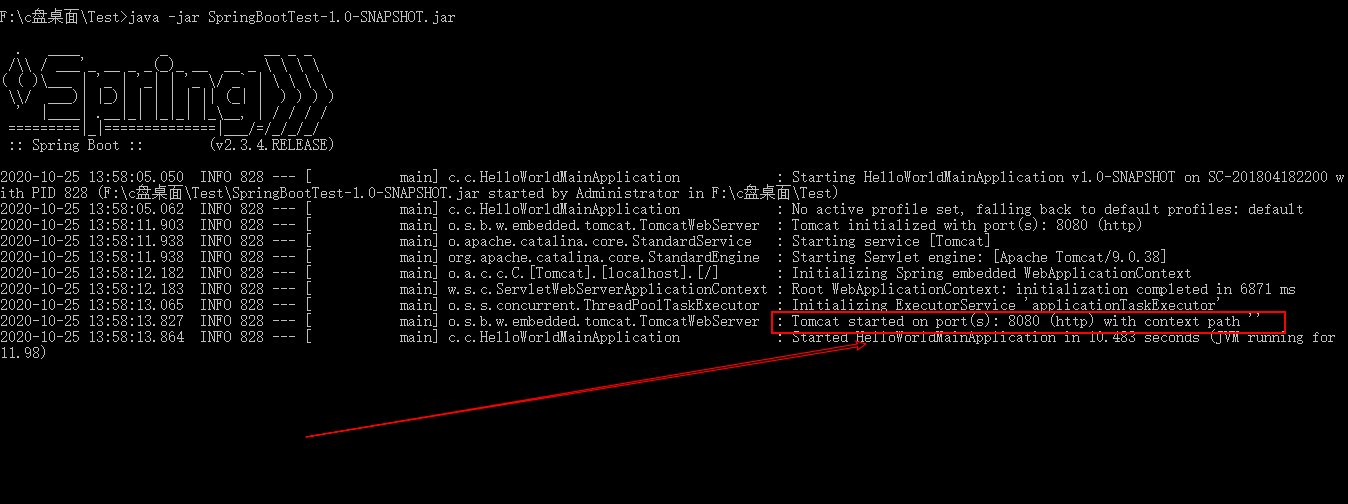 F:\c盘桌面\Test>java -jar SpringBootTest-1.0-SNAPSHOT.jar
  .   ____          _            __ _ _
 /\\ / ___'_ __ _ _(_)_ __  __ _ \ \ \ \
( ( )\___ | '_ | '_| | '_ \/ _` | \ \ \ \
 \\/  ___)| |_)| | | | | || (_| |  ) ) ) )
  '  |____| .__|_| |_|_| |_\__, | / / / /
 =========|_|==============|___/=/_/_/_/
 :: Spring Boot ::        (v2.3.4.RELEASE)
2020-10-25 13:58:05.050  INFO 828 --- [           main] c.c.HelloWorldMainApplication            : Starting HelloWorldMainApplication v1.0-SNAPSHOT on SC-201804182200 w
ith PID 828 (F:\c盘桌面\Test\SpringBootTest-1.0-SNAPSHOT.jar started by Administrator in F:\c盘桌面\Test)
2020-10-25 13:58:05.062  INFO 828 --- [           main] c.c.HelloWorldMainApplication            : No active profile set, falling back to default profiles: default
2020-10-25 13:58:11.903  INFO 828 --- [           main] o.s.b.w.embedded.tomcat.TomcatWebServer  : Tomcat initialized with port(s): 8080 (http)
2020-10-25 13:58:11.938  INFO 828 --- [           main] o.apache.catalina.core.StandardService   : Starting service [Tomcat]
2020-10-25 13:58:11.938  INFO 828 --- [           main] org.apache.catalina.core.StandardEngine  : Starting Servlet engine: [Apache Tomcat/9.0.38]
2020-10-25 13:58:12.182  INFO 828 --- [           main] o.a.c.c.C.[Tomcat].[localhost].[/]       : Initializing Spring embedded WebApplicationContext
2020-10-25 13:58:12.183  INFO 828 --- [           main] w.s.c.ServletWebServerApplicationContext : Root WebApplicationContext: initialization completed in 6871 ms
2020-10-25 13:58:13.065  INFO 828 --- [           main] o.s.s.concurrent.ThreadPoolTaskExecutor  : Initializing ExecutorService 'applicationTaskExecutor'
2020-10-25 13:58:13.827  INFO 828 --- [           main] o.s.b.w.embedded.tomcat.TomcatWebServer  : Tomcat started on port(s): 8080 (http) with context path ''
2020-10-25 13:58:13.864  INFO 828 --- [           main] c.c.HelloWorldMainApplication            : Started HelloWorldMainApplication in 10.483 seconds (JVM running for
11.98)